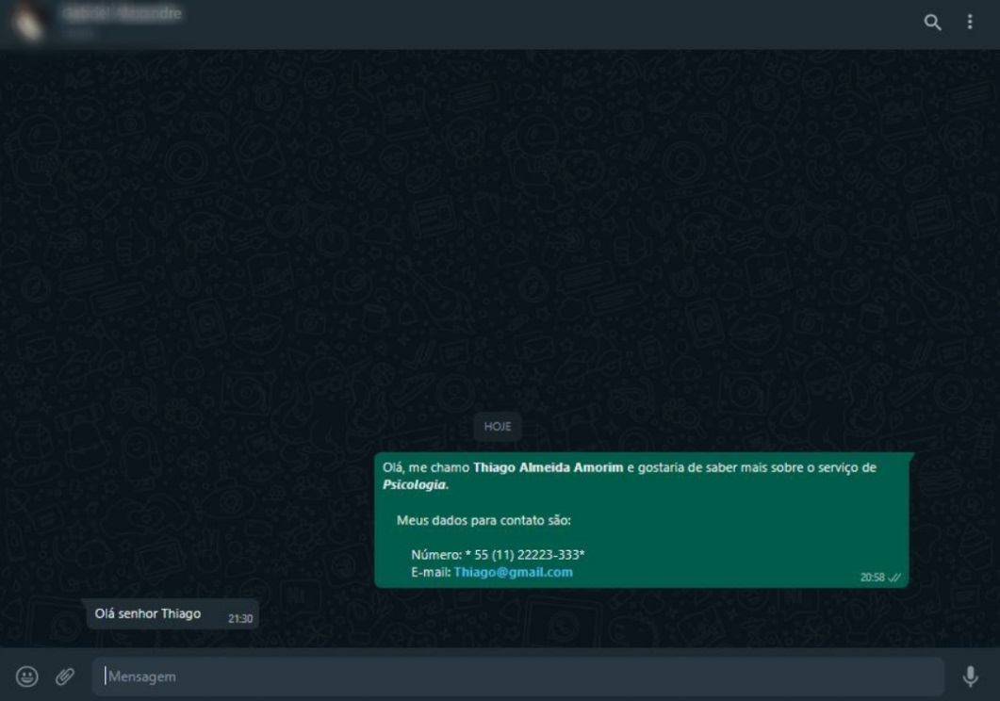 HOJE
Olá, me chamo Thiago Almeida Amorim e gostaria de saber mais sobre o serviço de
Psicologia.
Meus dados para contato são:
Número: * 55 (11) 22223-333*
E-mail: Thiago@gmail.com
20:58
Olá senhor Thiago
21:30
Mensagem